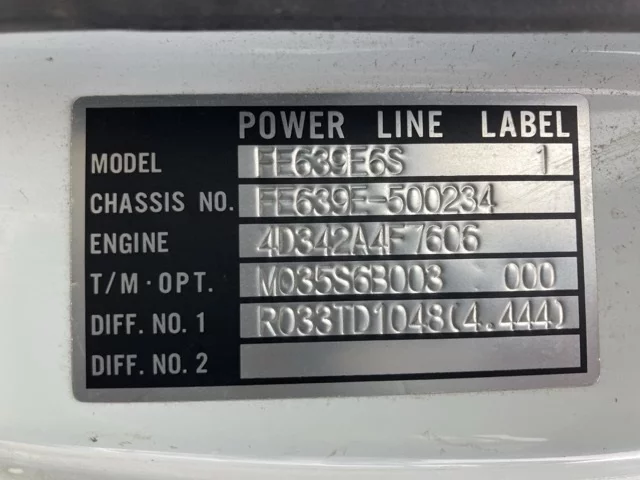 POWER LINE LABEL
MODEL FE639E6S 1
CHASSIS NO. FE639E-500234
ENGINE 4D342A4F7606
T/M·OPT. M035S6B003 000
DIFF. NO. 1 R033TD1048(4.444)
DIFF. NO. 2